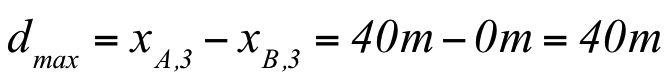 d_max = x_A,3 − x_B,3 = 40m − 0m = 40m